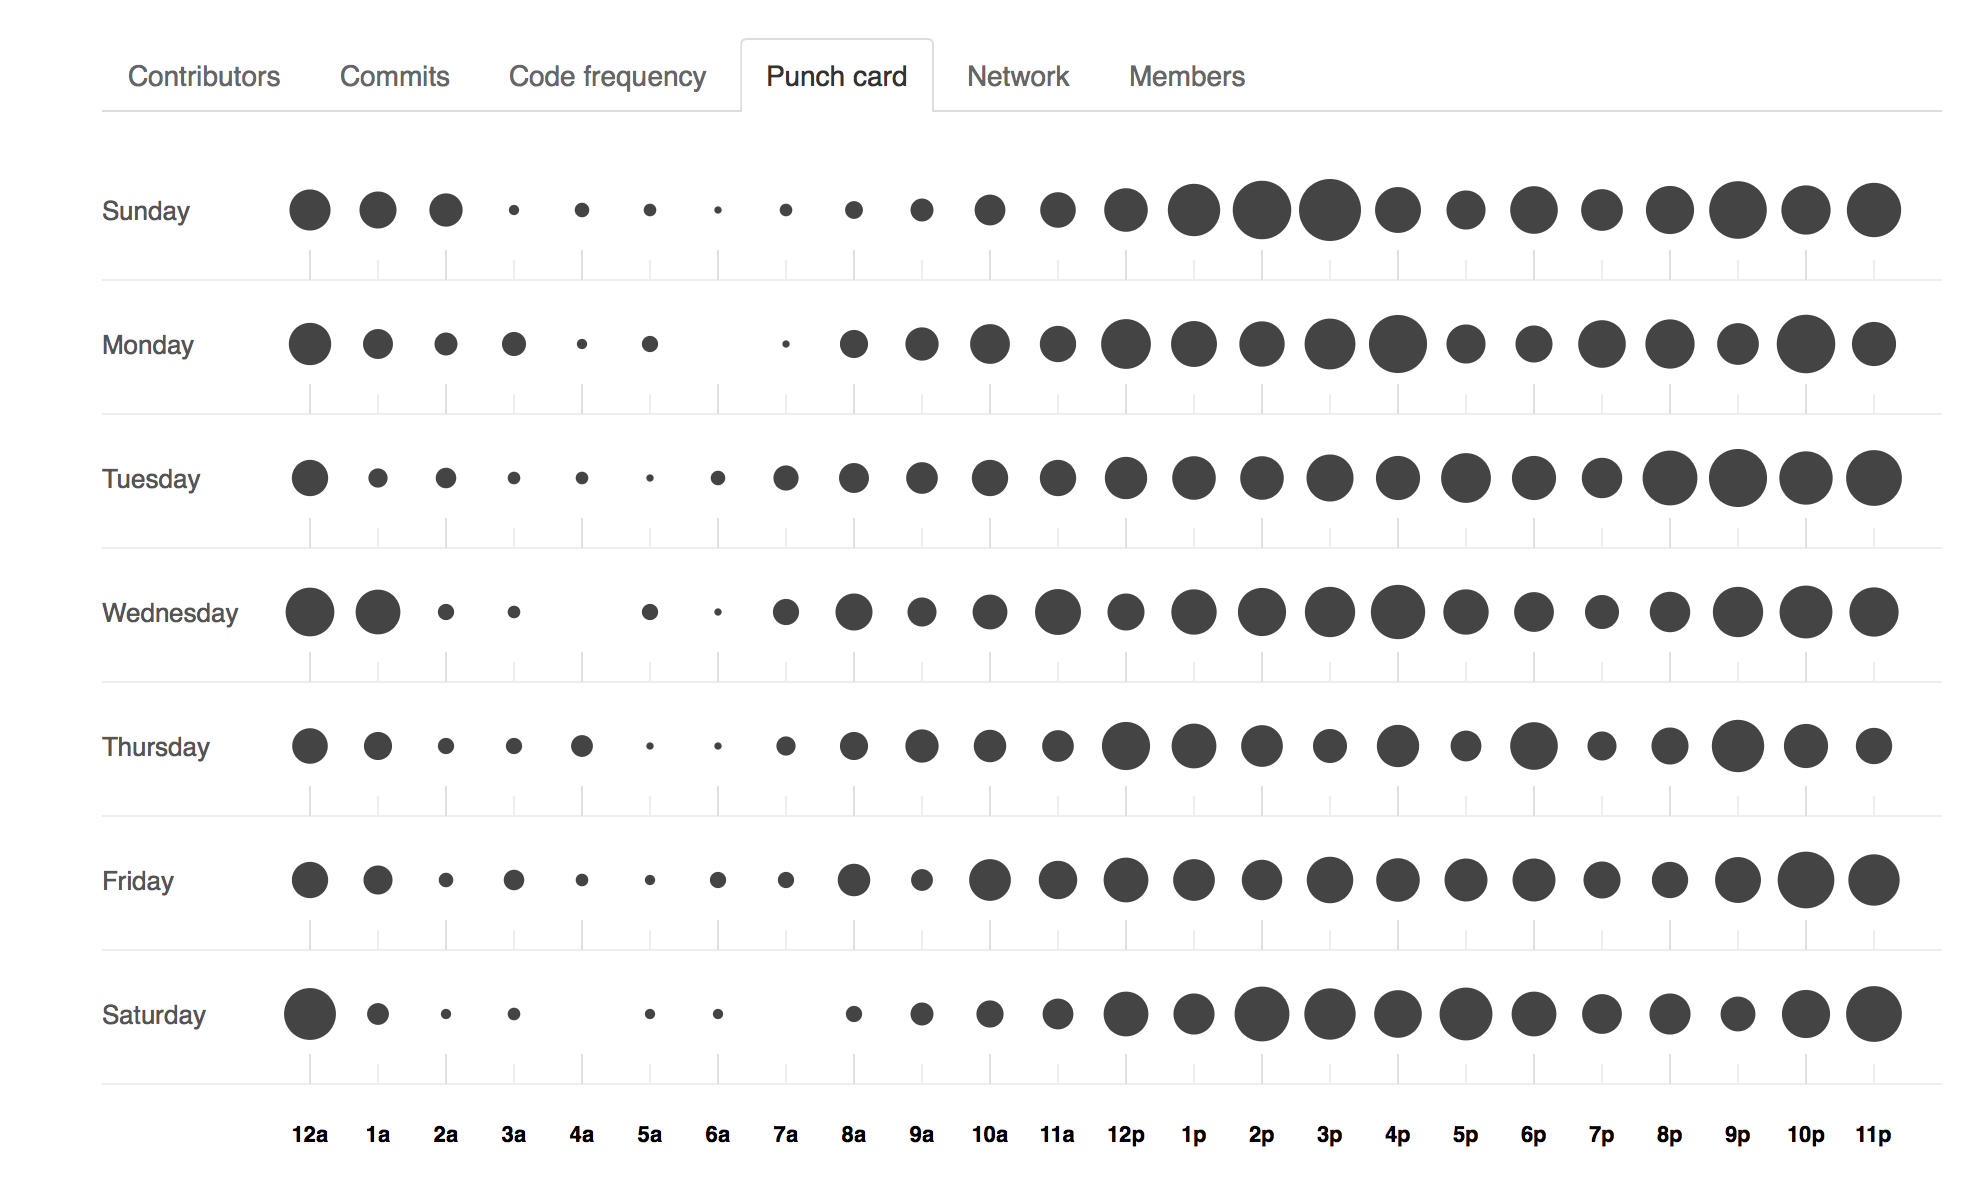 Contributors Commits Code frequency Punch card Network Members
Sunday
Monday
Tuesday
Wednesday
Thursday
Friday
Saturday
12a 1a 2a 3a 4a 5a 6a 7a 8a 9a 10a 11a 12p 1p 2p 3p 4p 5p 6p 7p 8p 9p 10p 11p